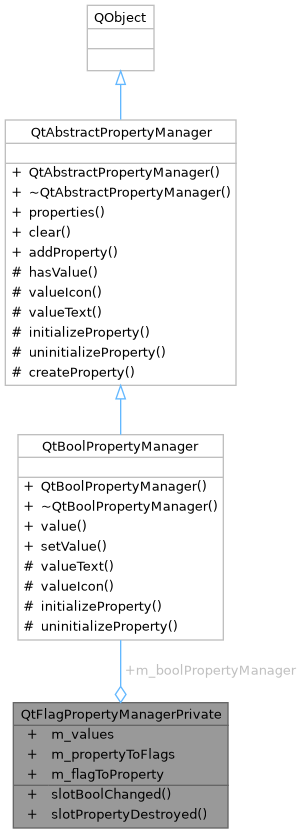 QObject
QtAbstractPropertyManager
+ QtAbstractPropertyManager()
+ ~QtAbstractPropertyManager()
+ properties()
+ clear()
+ addProperty()
# hasValue()
# valueIcon()
# valueText()
# initializeProperty()
# uninitializeProperty()
# createProperty()
QtBoolPropertyManager
+ QtBoolPropertyManager()
+ ~QtBoolPropertyManager()
+ value()
+ setValue()
# valueText()
# valueIcon()
# initializeProperty()
# uninitializeProperty()
+m_boolPropertyManager
QtFlagPropertyManagerPrivate
+ m_values
+ m_propertyToFlags
+ m_flagToProperty
+ slotBoolChanged()
+ slotPropertyDestroyed()